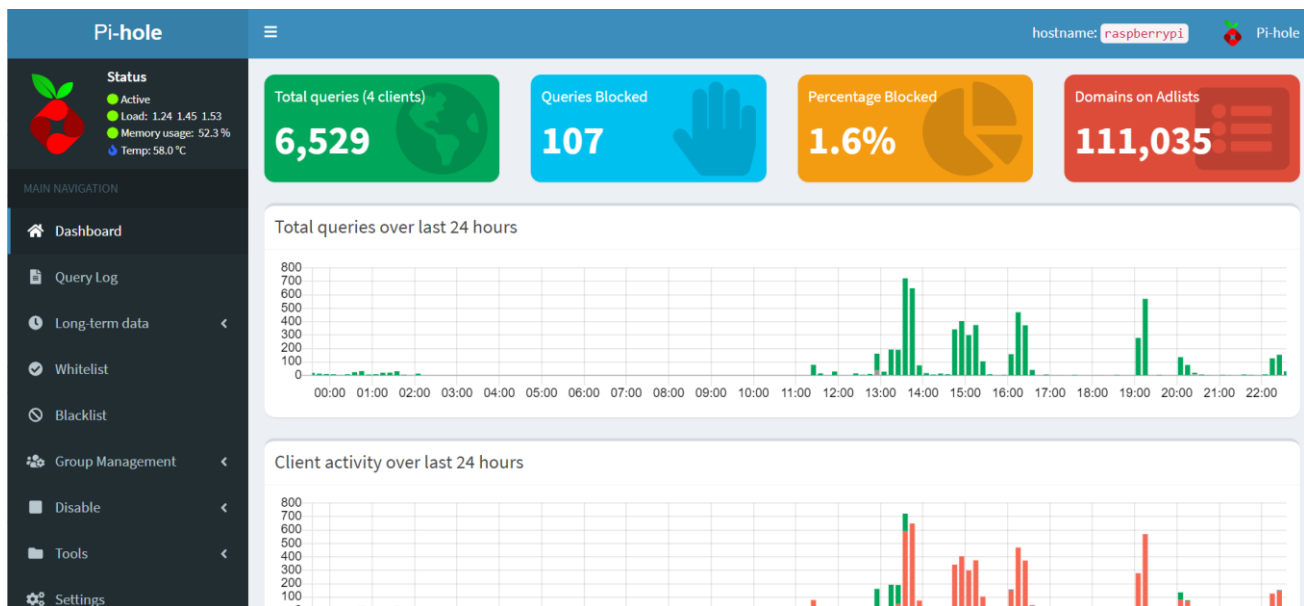 Pi-hole
hostname: raspberrypi
Pi-hole
Status
Active
Load: 1.24 1.45 1.53
Memory usage: 52.3 %
Temp: 58.0 °C
MAIN NAVIGATION
Dashboard
Query Log
Long-term data
Whitelist
Blacklist
Group Management
Disable
Tools
Settings
Total queries (4 clients)
6,529
Queries Blocked
107
Percentage Blocked
1.6%
Domains on Adlists
111,035
Total queries over last 24 hours
800
700
600
500
400
300
200
100
0
00:00 01:00 02:00 03:00 04:00 05:00 06:00 07:00 08:00 09:00 10:00 11:00 12:00 13:00 14:00 15:00 16:00 17:00 18:00 19:00 20:00 21:00 22:00
Client activity over last 24 hours
800
700
600
500
400
300
200
100